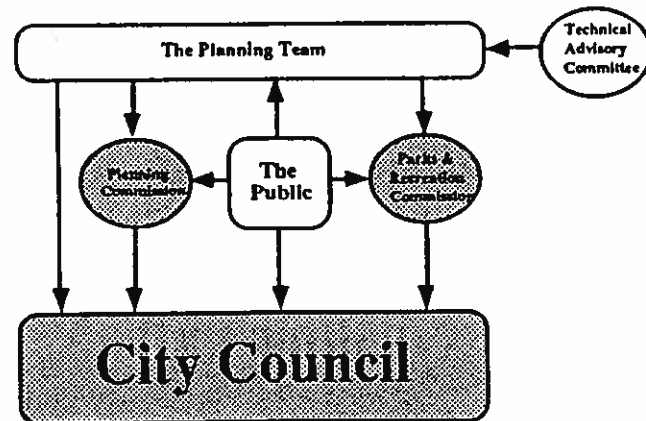 The Planning Team
Technical
Advisory
Committee
Planning
Commission
The
Public
Parks &
Recreation
Commission
City Council